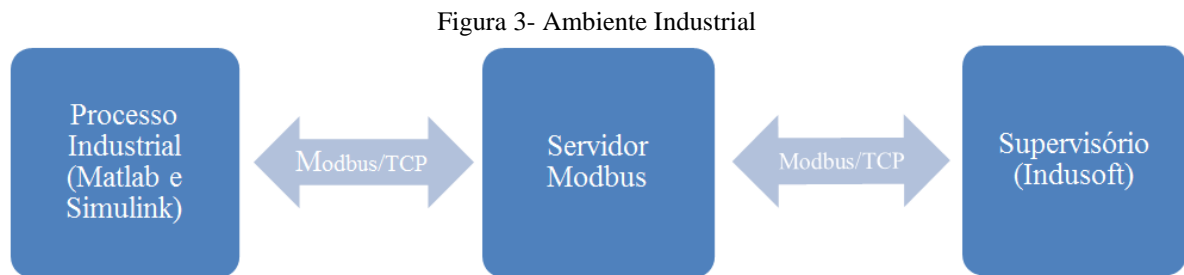 Figura 3- Ambiente Industrial
Processo
Industrial
(Matlab e
Simulink)
Modbus/TCP
Servidor
Modbus
Modbus/TCP
Supervisório
(Indusoft)